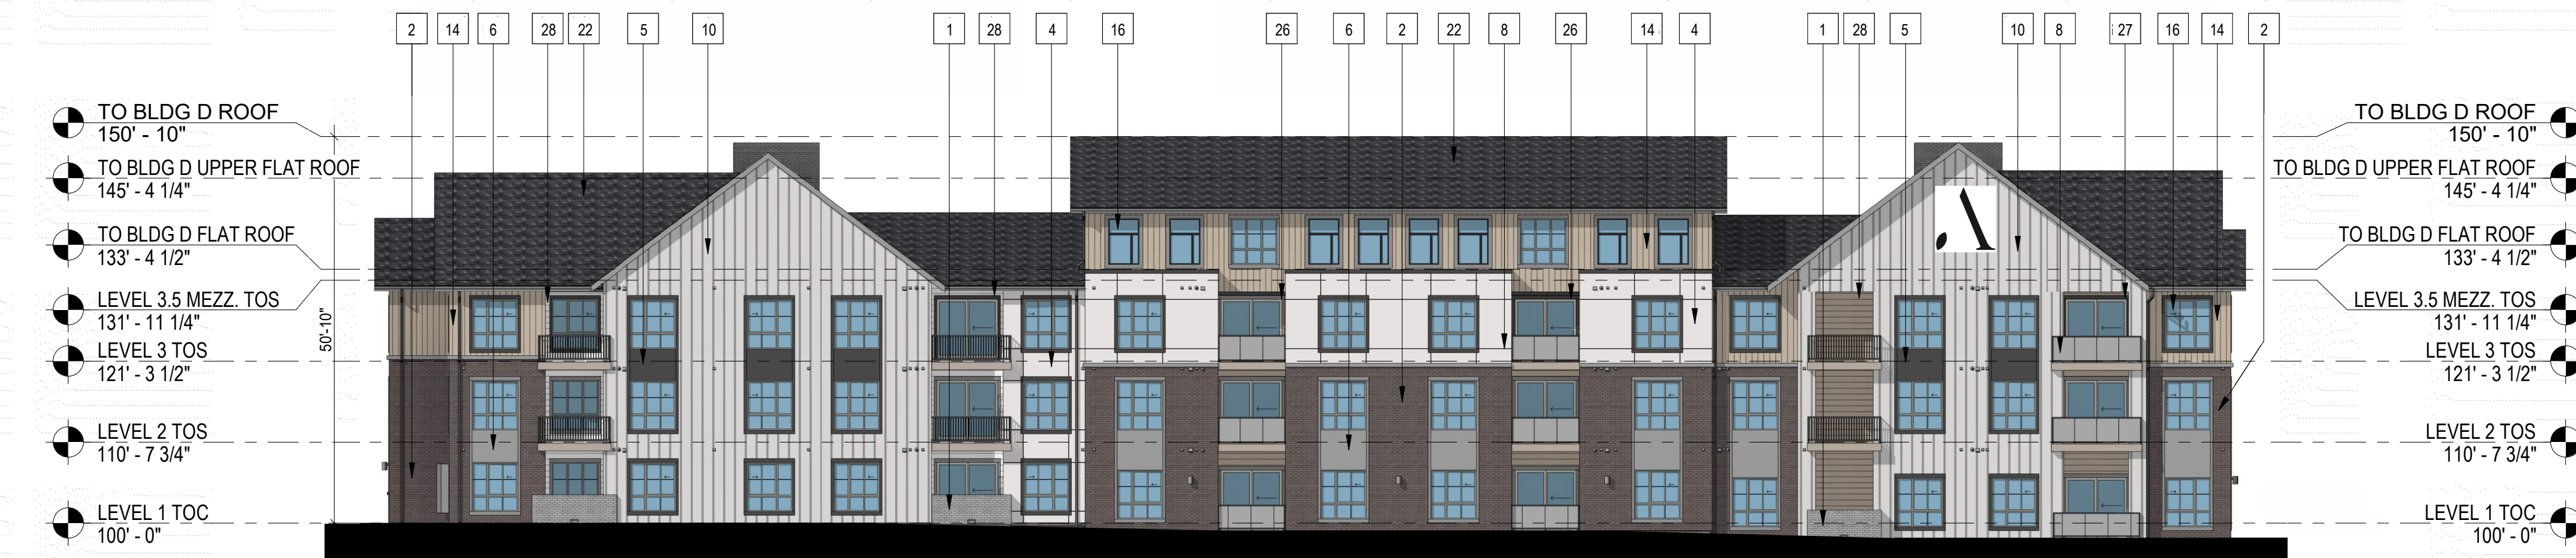 2 14 6 28 22 5 10 1 28 4 16 26 6 2 22 8 26 14 4 1 28 5 10 8 27 16 14 2
TO BLDG D ROOF
150' - 10"
TO BLDG D UPPER FLAT ROOF
145' - 4 1/4"
TO BLDG D FLAT ROOF
133' - 4 1/2"
LEVEL 3.5 MEZZ. TOS
131' - 11 1/4"
LEVEL 3 TOS
121' - 3 1/2"
LEVEL 2 TOS
110' - 7 3/4"
LEVEL 1 TOC
100' - 0"
50'-10"
A
TO BLDG D ROOF
150' - 10"
TO BLDG D UPPER FLAT ROOF
145' - 4 1/4"
TO BLDG D FLAT ROOF
133' - 4 1/2"
LEVEL 3.5 MEZZ. TOS
131' - 11 1/4"
LEVEL 3 TOS
121' - 3 1/2"
LEVEL 2 TOS
110' - 7 3/4"
LEVEL 1 TOC
100' - 0"